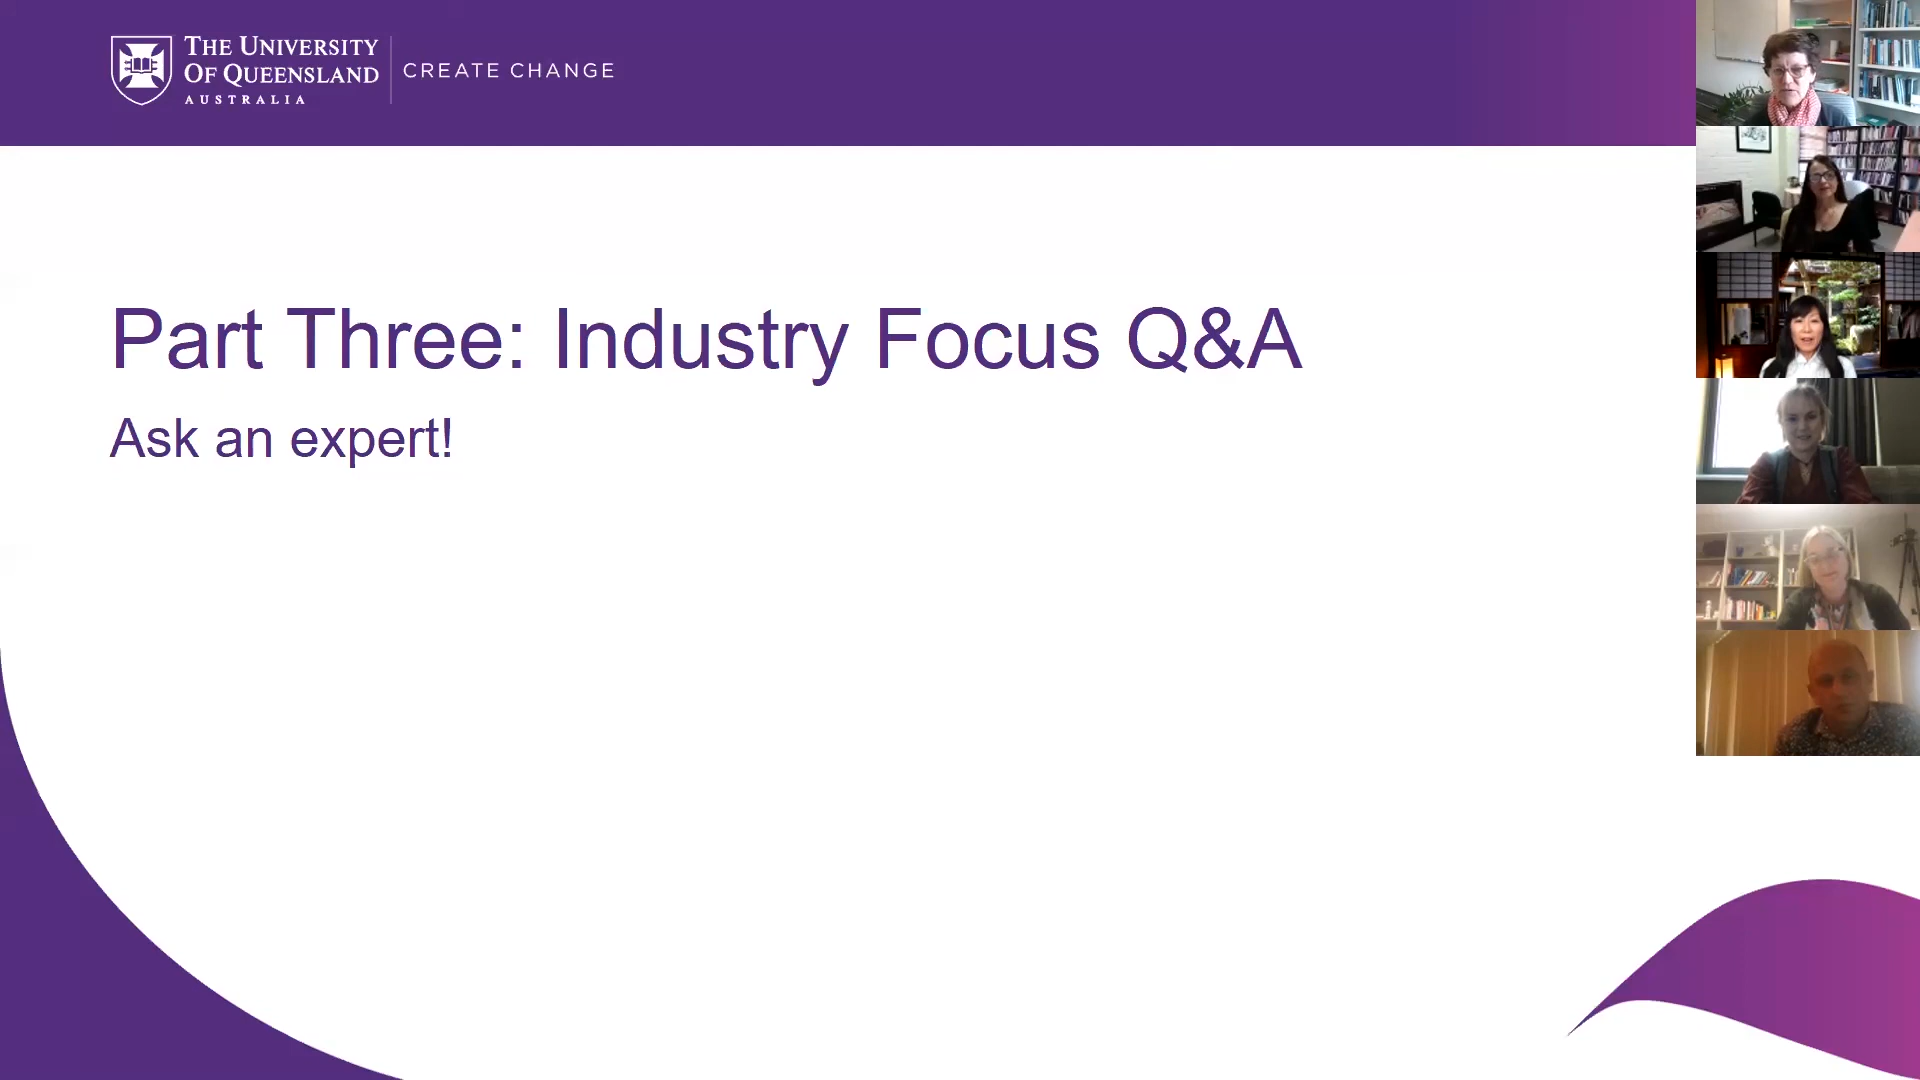 THE UNIVERSITY
OF QUEENSLAND
AUSTRALIA
CREATE CHANGE
Part Three: Industry Focus Q&A
Ask an expert!